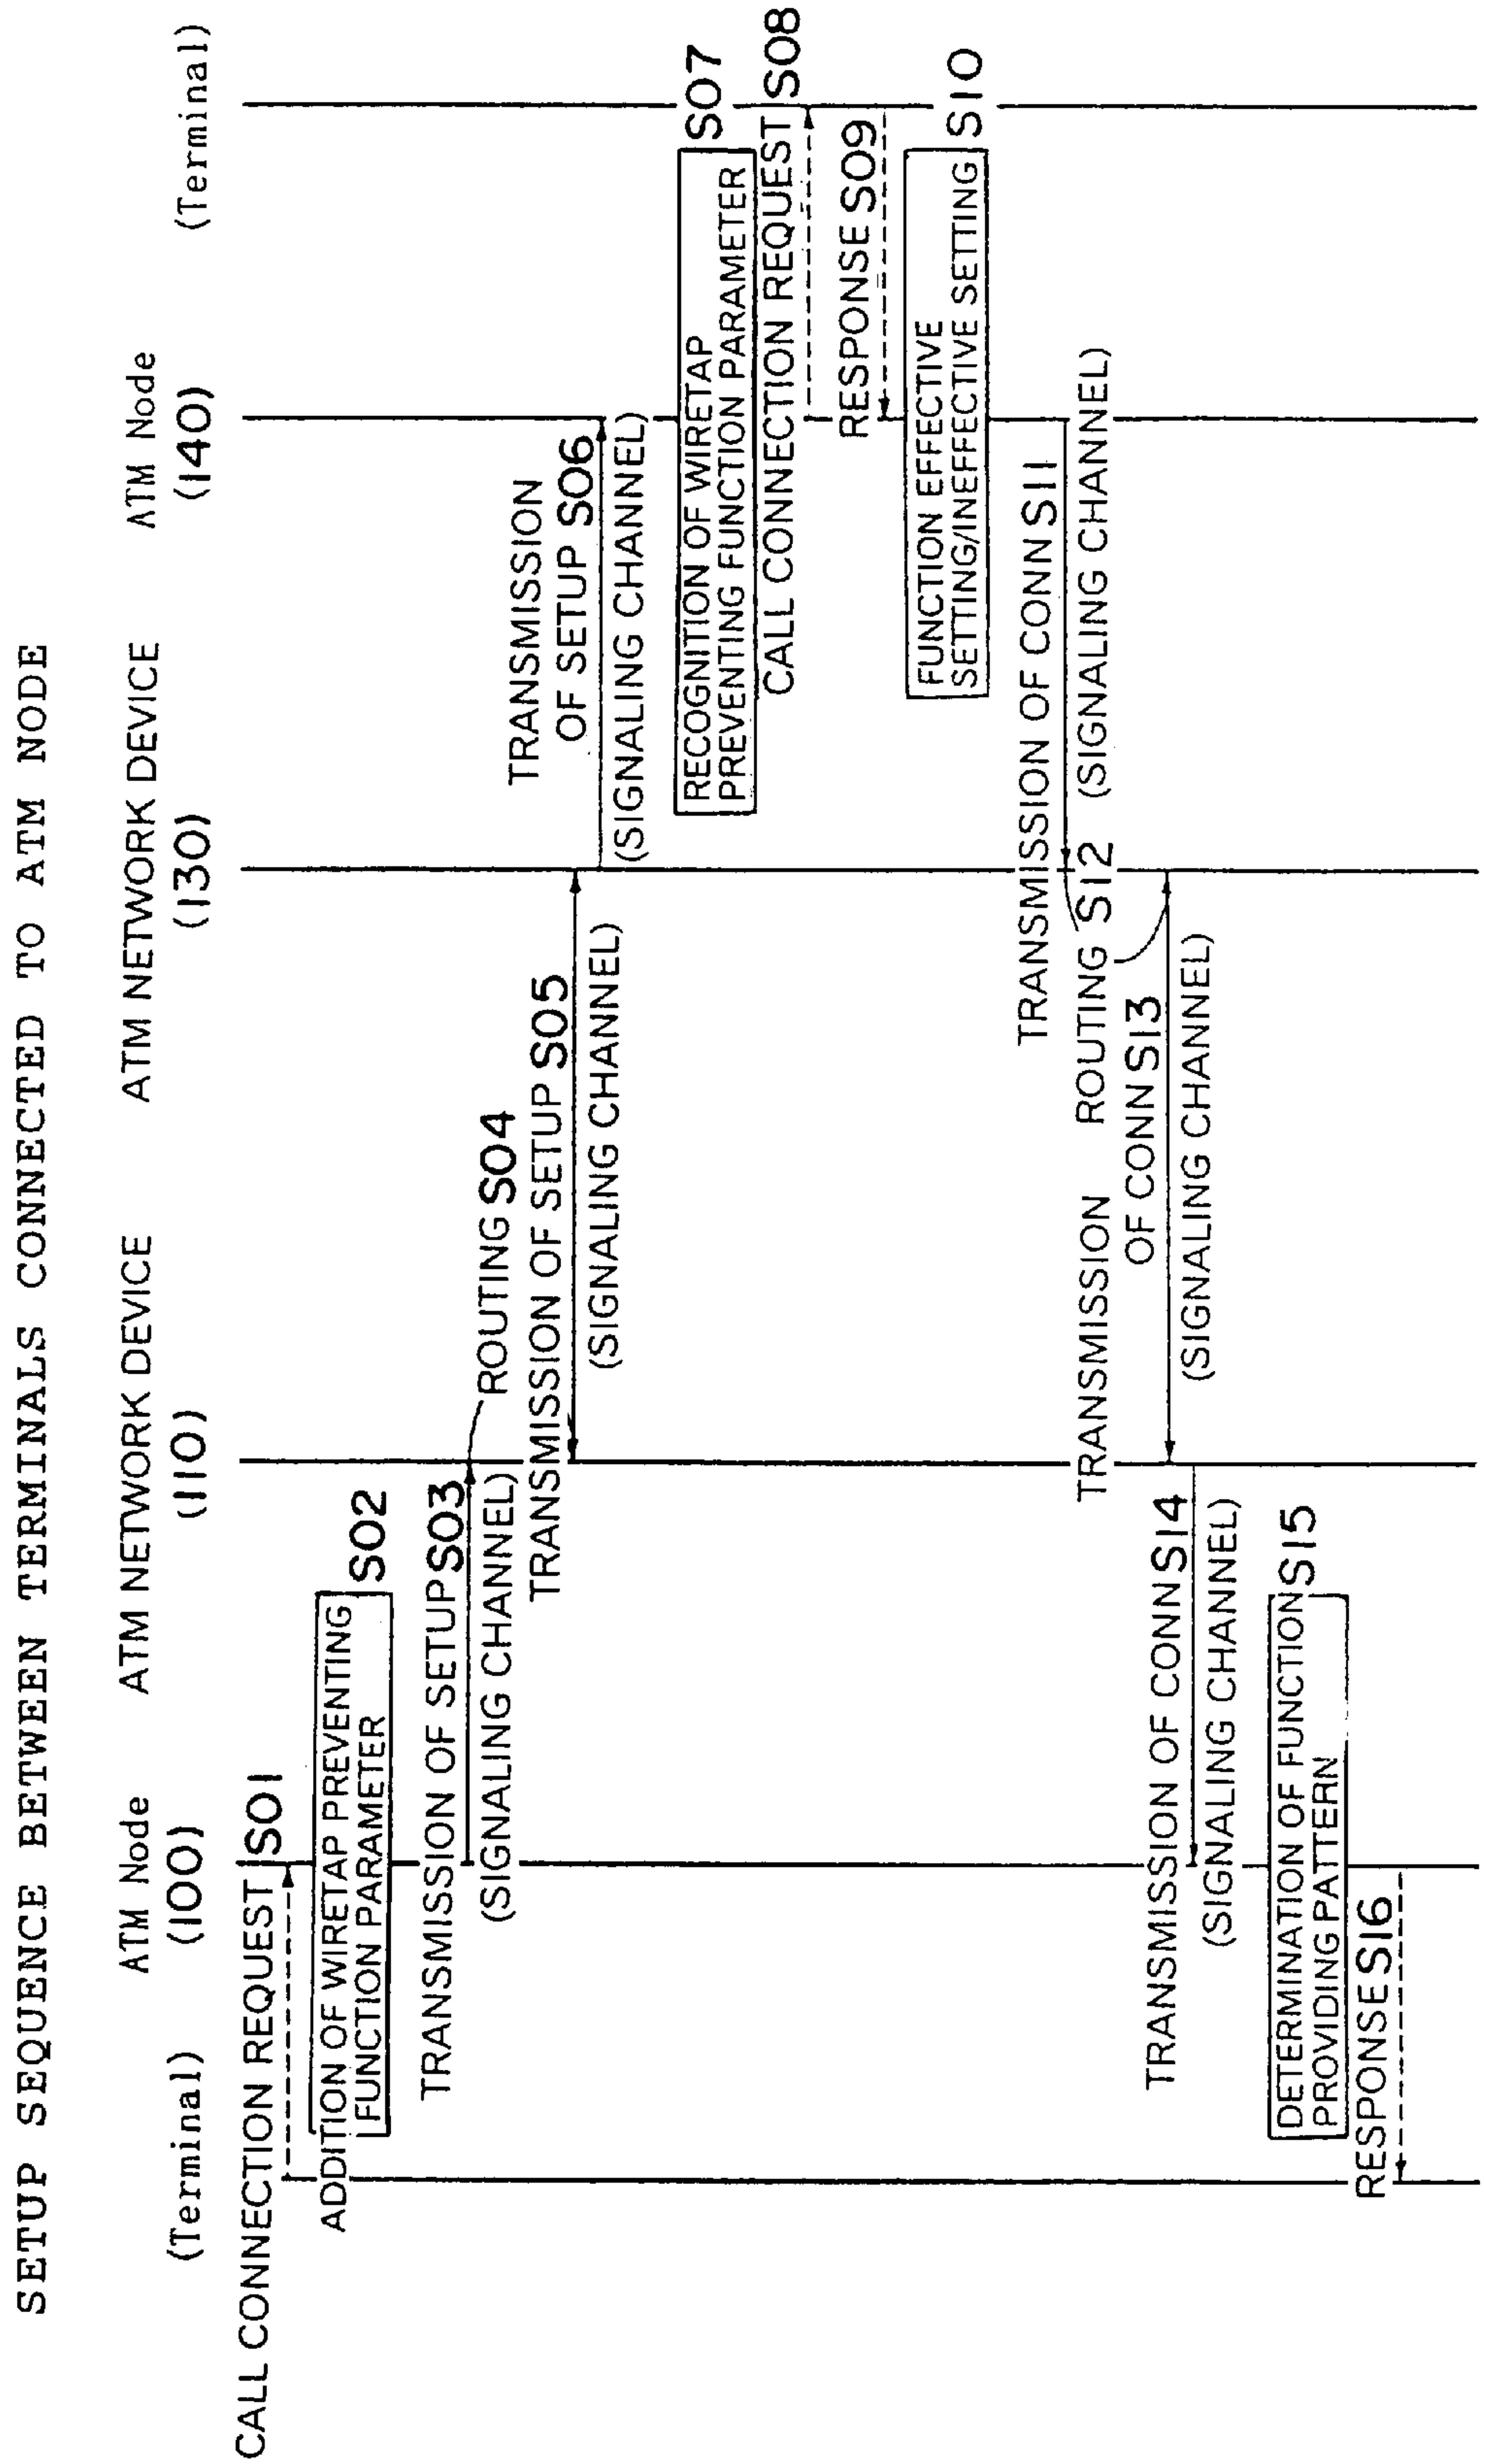 SETUP SEQUENCE BETWEEN TERMINALS CONNECTED TO ATM NODE
(Terminal)
ATM Node
(100)
ATM NETWORK DEVICE
(110)
ATM NETWORK DEVICE
(130)
ATM Node
(140)
(Terminal)
CALL CONNECTION REQUEST S01
ADDITION OF WIRETAP PREVENTING
FUNCTION PARAMETER
S02
TRANSMISSION OF SETUP S03
(SIGNALING CHANNEL)
ROUTING S04
TRANSMISSION OF SETUP S05
(SIGNALING CHANNEL)
TRANSMISSION
OF SETUP S06
(SIGNALING CHANNEL)
RECOGNITION OF WIRETAP
PREVENTING FUNCTION PARAMETER
S07
CALL CONNECTION REQUEST S08
RESPONSE S09
FUNCTION EFFECTIVE
SETTING/INEFFECTIVE SETTING
S10
TRANSMISSION OF CONN S11
(SIGNALING CHANNEL)
ROUTING S12
TRANSMISSION
OF CONN S13
(SIGNALING CHANNEL)
TRANSMISSION OF CONN S14
(SIGNALING CHANNEL)
DETERMINATION OF FUNCTION
PROVIDING PATTERN
S15
RESPONSE S16